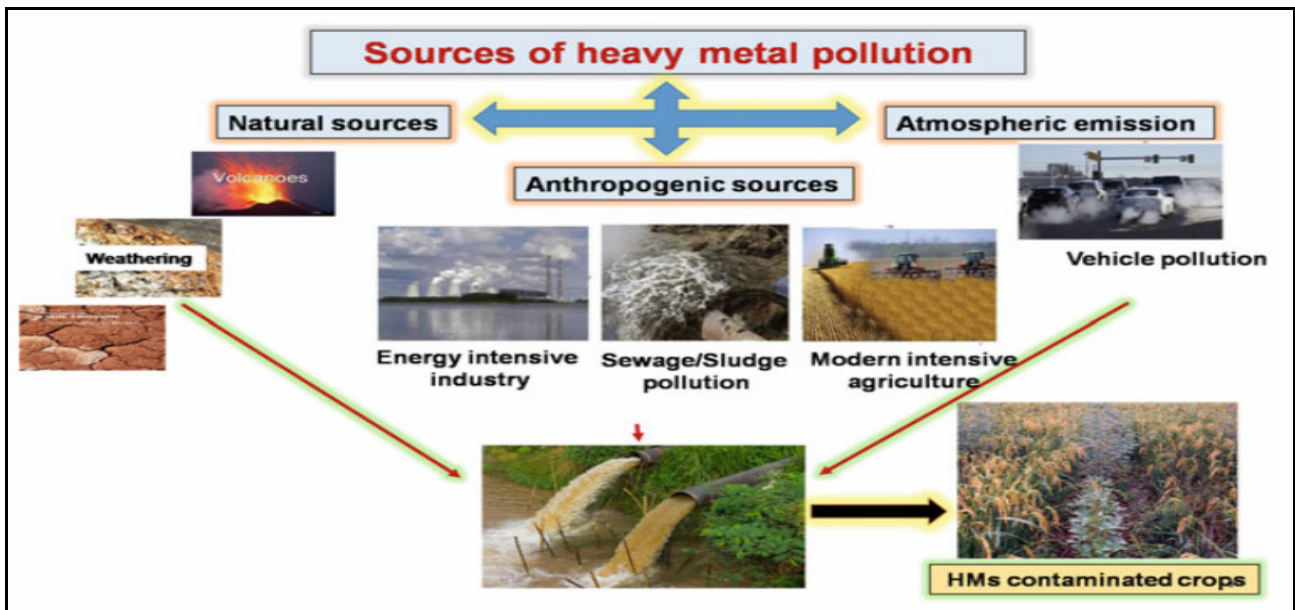 Sources of heavy metal pollution
Natural sources
Atmospheric emission
Anthropogenic sources
Volcanoes
Weathering
Vehicle pollution
Energy intensive
industry
Sewage/Sludge
pollution
Modern intensive
agriculture
HMs contaminated crops